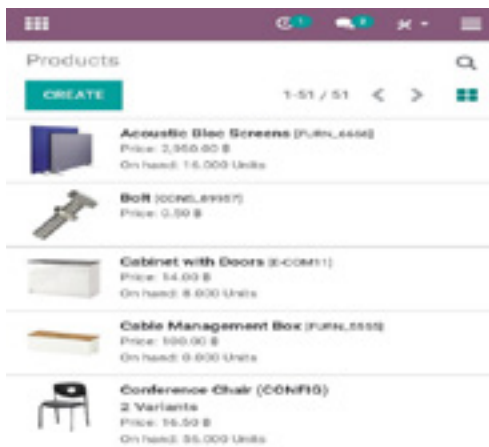 Products
CREATE
1-51 / 51
Acoustic Bloc Screens [FURN_6666]
Price: 2,950.00 $
On hand: 16.000 Units
Bolt
Price: 0.50 $
Cabinet with Doors [E-COM11]
Price: 14.00 $
On hand: 8.000 Units
Cable Management Box [FURN_5555]
Price: 100.00 $
On hand: 0.000 Units
Conference Chair (CONFIG)
2 Variants
Price: 16.50 $
On hand: 56.000 Units